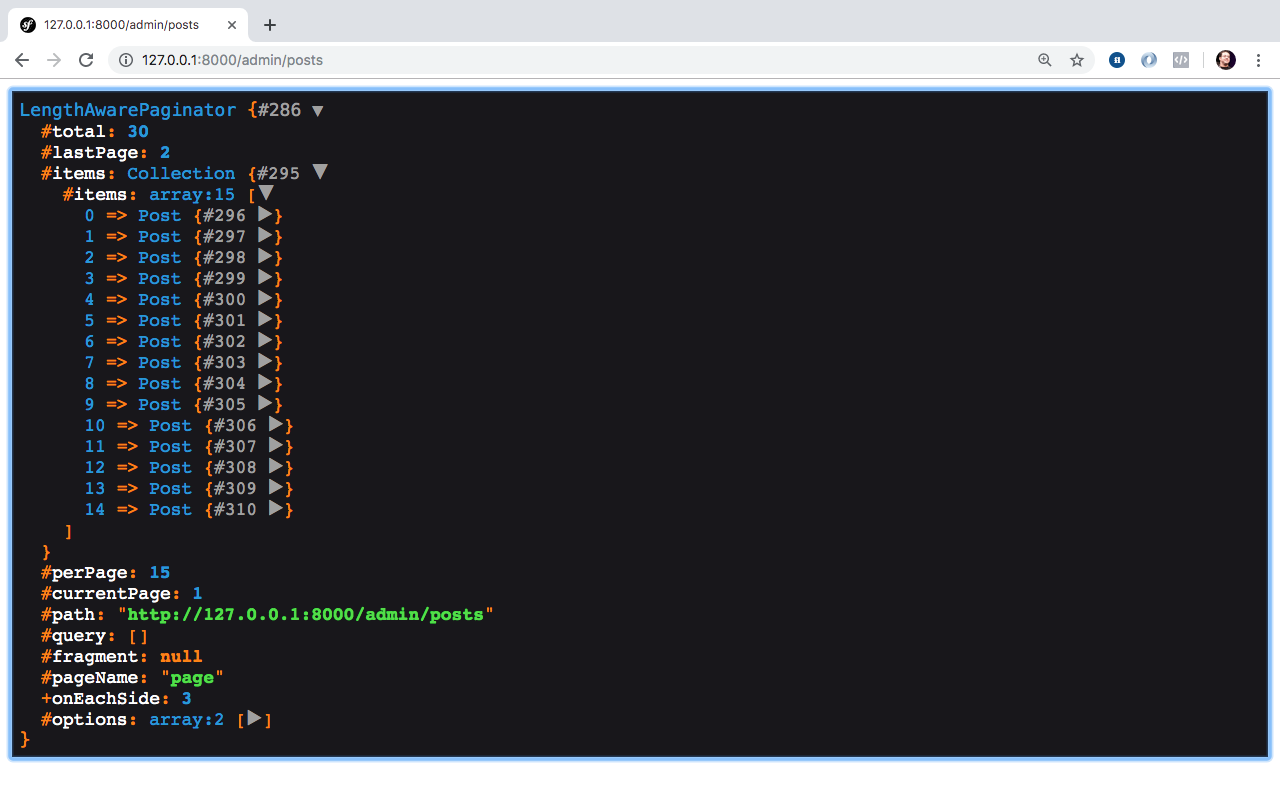 127.0.0.1:8000/admin/posts
127.0.0.1:8000/admin/posts
LengthAwarePaginator {#286 ▼
#total: 30
#lastPage: 2
#items: Collection {#295 ▼
#items: array:15 [▼
0 => Post {#296 ▶}
1 => Post {#297 ▶}
2 => Post {#298 ▶}
3 => Post {#299 ▶}
4 => Post {#300 ▶}
5 => Post {#301 ▶}
6 => Post {#302 ▶}
7 => Post {#303 ▶}
8 => Post {#304 ▶}
9 => Post {#305 ▶}
10 => Post {#306 ▶}
11 => Post {#307 ▶}
12 => Post {#308 ▶}
13 => Post {#309 ▶}
14 => Post {#310 ▶}
]
}
#perPage: 15
#currentPage: 1
#path: "http://127.0.0.1:8000/admin/posts"
#query: []
#fragment: null
#pageName: "page"
+onEachSide: 3
#options: array:2 [▶]
}